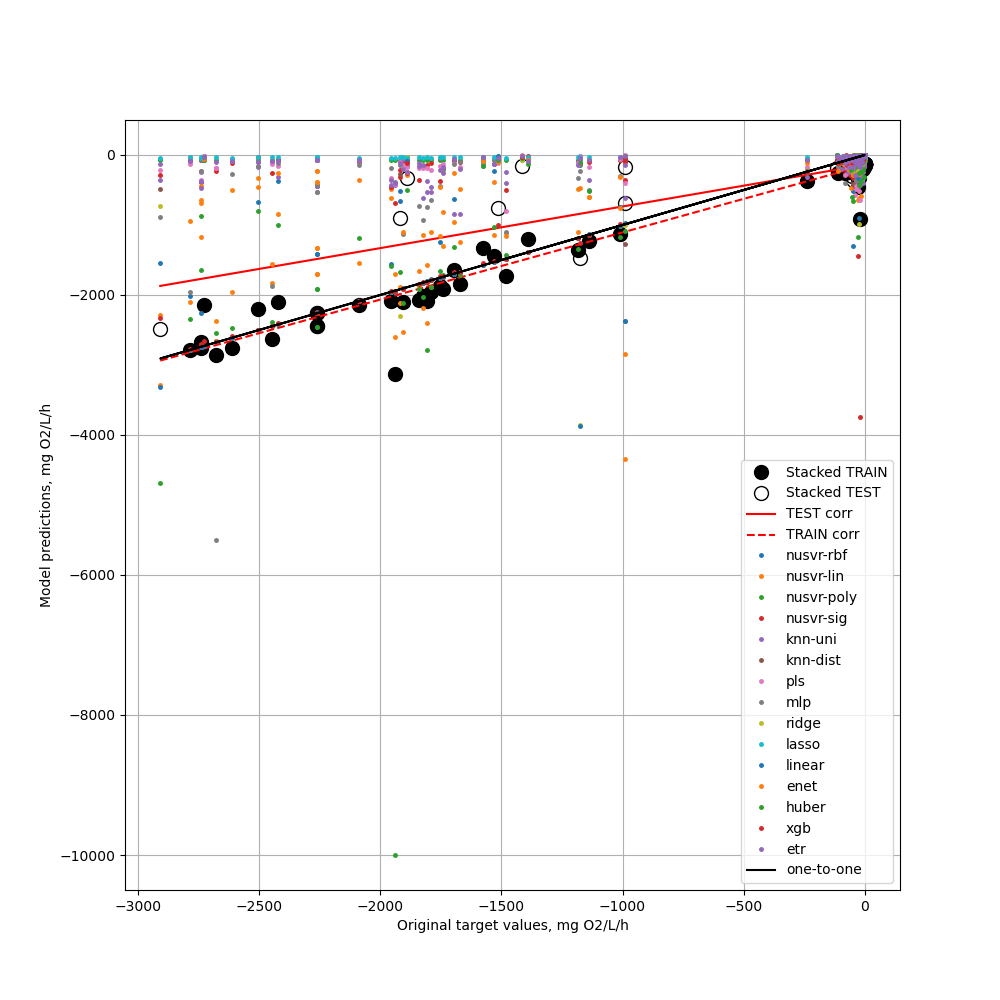 0
−2000
−4000
−6000
−8000
−10000
Model predictions, mg O2/L/h
Stacked TRAIN
Stacked TEST
TEST corr
TRAIN corr
nusvr-rbf
nusvr-lin
nusvr-poly
nusvr-sig
knn-uni
knn-dist
pls
mlp
ridge
lasso
linear
enet
huber
xgb
etr
one-to-one
−3000 −2500 −2000 −1500 −1000 −500 0
Original target values, mg O2/L/h